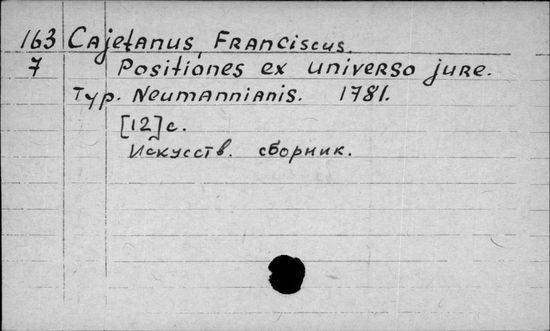 163 Cajetanus, Franciscus.
7 Positiones ex universo jure.
Typ. Neumannianis. 1781.
[12]с.
Искусств. сборник.